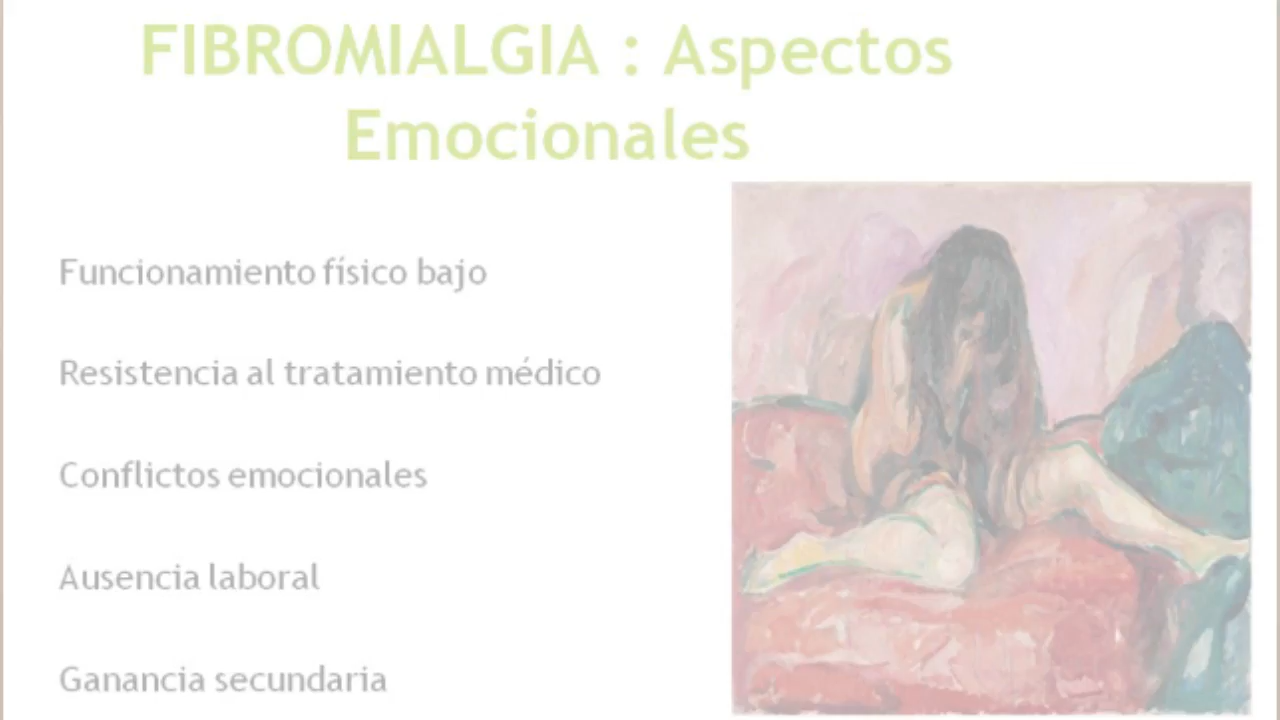 FIBROMIALGIA : Aspectos
Emocionales
Funcionamiento físico bajo
Resistencia al tratamiento médico
Conflictos emocionales
Ausencia laboral
Ganancia secundaria